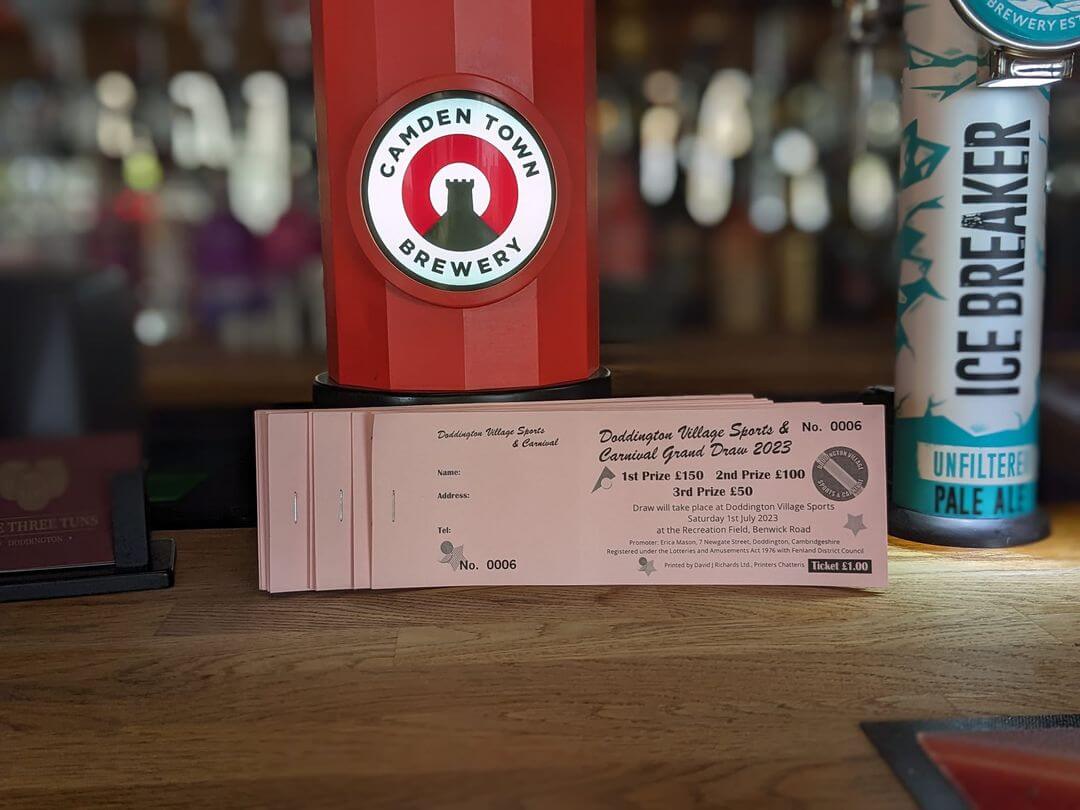 CAMDEN TOWN
BREWERY
BREWERY EST
ICE BREAKER
UNFILTERE
PALE ALE
THREE TUNS
DODDINGTON
Doddington Village Sports
& Carnival
Name:
Address:
Tel:
No. 0006
Doddington Village Sports &
Carnival Grand Draw 2023
No. 0006
1st Prize £150 2nd Prize £100
3rd Prize £50
DODDINGTON VILLAGE
SPORTS & CARNIVAL
Draw will take place at Doddington Village Sports
Saturday 1st July 2023
at the Recreation Field, Benwick Road
Promoter: Erica Mason, 7 Newgate Street, Doddington, Cambridgeshire
Registered under the Lotteries and Amusements Act 1976 with Fenland District Council
Printed by David J Richards Ltd., Printers Chatteris
Ticket £1.00